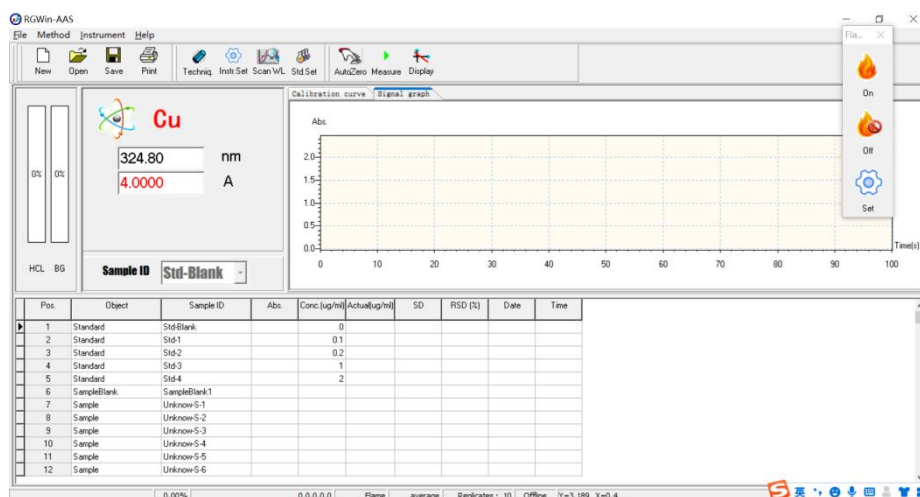 RGWin-AAS
File Method Instrument Help
Fla...
New Open Save Print Techniq Instr.Set Scan WL Std.Set AutoZero Measure Display
On
Off
Set
Calibration curve Signal graph
Cu
324.80 nm
4.0000 A
0% 0%
HCL BG
Sample ID Std-Blank
Abs.
2.0
1.5
1.0
0.5
0.0
0 10 20 30 40 50 60 70 80 90 100
Time(s)
Pos. Object Sample ID Abs. Conc.(ug/ml) Actual(ug/ml) SD RSD (%) Date Time
1 Standard Std-Blank 0
2 Standard Std-1 0.1
3 Standard Std-2 0.2
4 Standard Std-3 1
5 Standard Std-4 2
6 SampleBlank SampleBlank1
7 Sample Unknow-S-1
8 Sample Unknow-S-2
9 Sample Unknow-S-3
10 Sample Unknow-S-4
11 Sample Unknow-S-5
12 Sample Unknow-S-6
0.00% 0,0,0,0,0 Flame average Replicates : 10 Offline Y=3.189 X=0.4
S 英